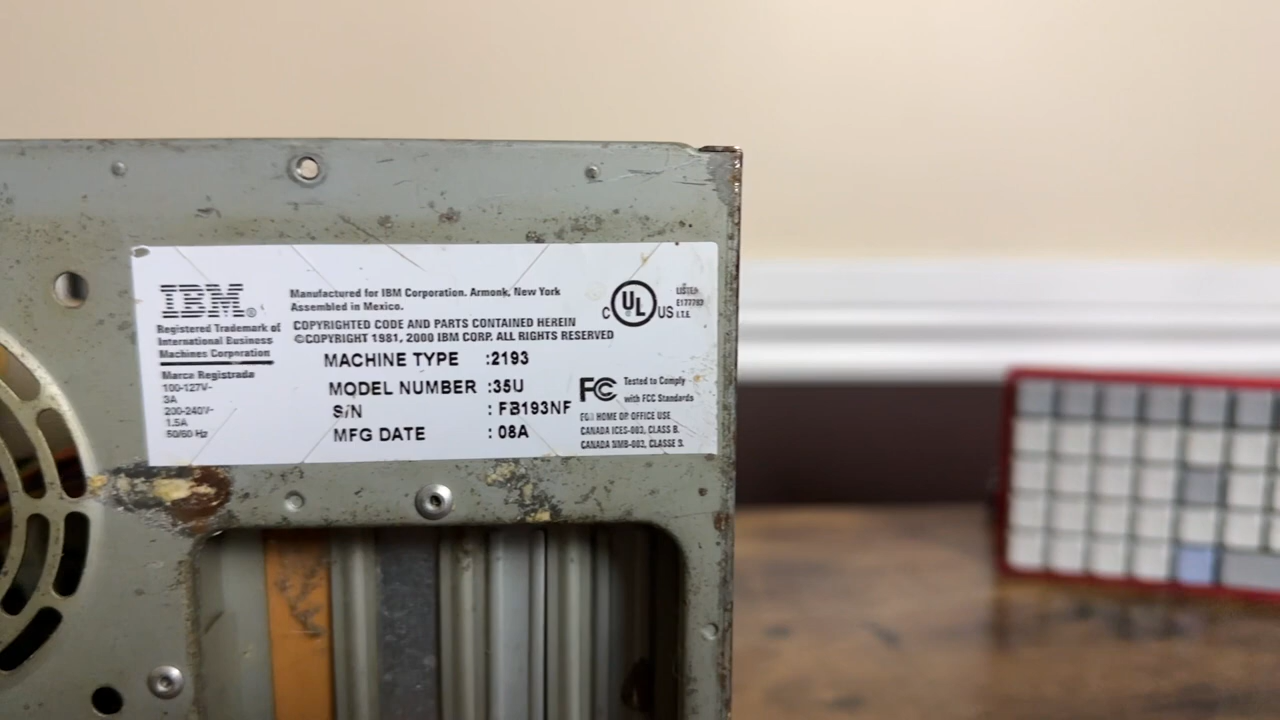 IBM®
Registered Trademark of
International Business
Machines Corporation
Marca Registrada
100-127V~
3A
200-240V~
1.5A
50/60 Hz
Manufactured for IBM Corporation. Armonk, New York
Assembled in Mexico.
COPYRIGHTED CODE AND PARTS CONTAINED HEREIN
©COPYRIGHT 1981, 2000 IBM CORP. ALL RIGHTS RESERVED
MACHINE TYPE :2193
MODEL NUMBER :35U
S/N : FB193NF
MFG DATE : 08A
C UL US
LISTED
E177783
I.T.E.
FC Tested to Comply
with FCC Standards
FOR HOME OR OFFICE USE
CANADA ICES-003, CLASS B.
CANADA NMB-003, CLASSE B.